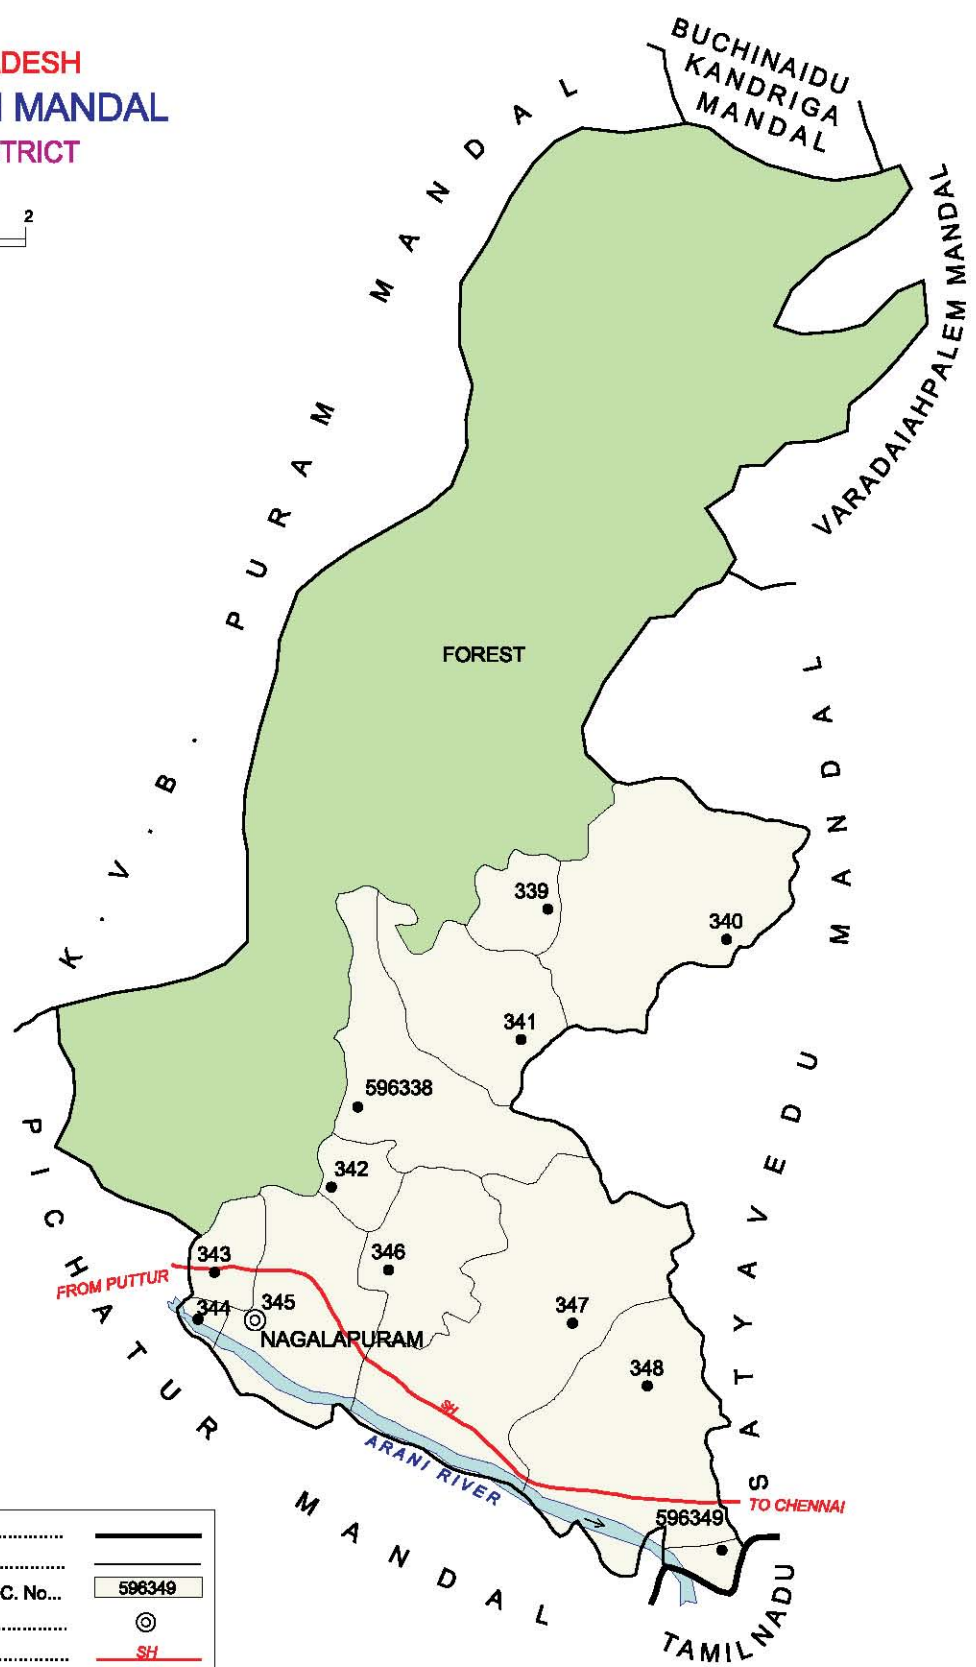 BUCHINAIDU
KANDRIGA
MANDAL
DESH
MANDAL
TRICT
2
K . V . B . PURAM MANDAL
VARADAIAHPALEM MANDAL
FOREST
SATYAVEDU MANDAL
339
340
341
596338
342
343
346
FROM PUTTUR
344
345
347
NAGALAPURAM
348
SH
ARANI RIVER
PICHATUR MANDAL
TO CHENNAI
596349
TAMILNADU
C. No... 596349
SH